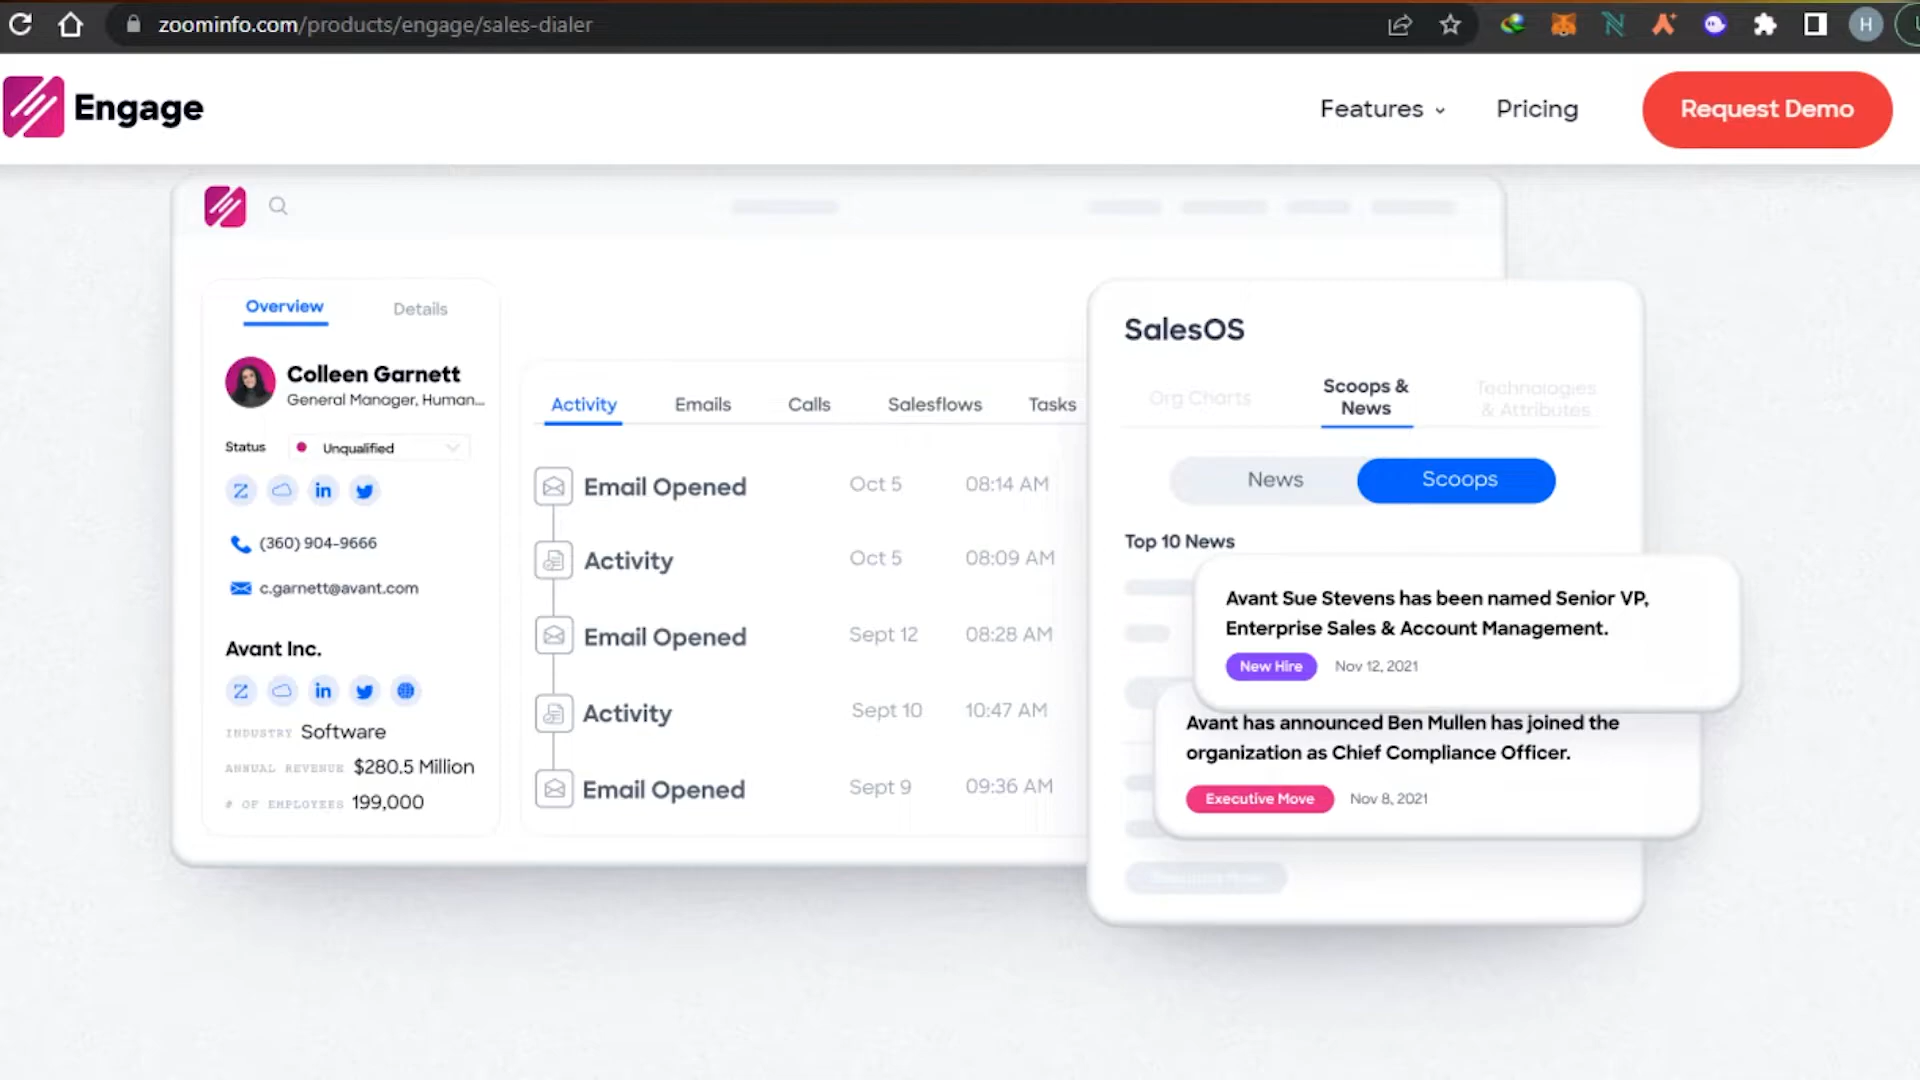 zoominfo.com/products/engage/sales-dialer
H
Engage
Features
Pricing
Request Demo
Overview
Details
Colleen Garnett
General Manager, Human...
Status
Unqualified
(360) 904-9666
c.garnett@avant.com
Avant Inc.
INDUSTRY Software
ANNUAL REVENUE $280.5 Million
# OF EMPLOYEES 199,000
Activity
Emails
Calls
Salesflows
Tasks
Email Opened Oct 5 08:14 AM
Activity Oct 5 08:09 AM
Email Opened Sept 12 08:28 AM
Activity Sept 10 10:47 AM
Email Opened Sept 9 09:36 AM
SalesOS
Org Charts
Scoops &
News
Technologies
& Attributes
News
Scoops
Top 10 News
Avant Sue Stevens has been named Senior VP,
Enterprise Sales & Account Management.
New Hire Nov 12, 2021
Avant has announced Ben Mullen has joined the
organization as Chief Compliance Officer.
Executive Move Nov 8, 2021